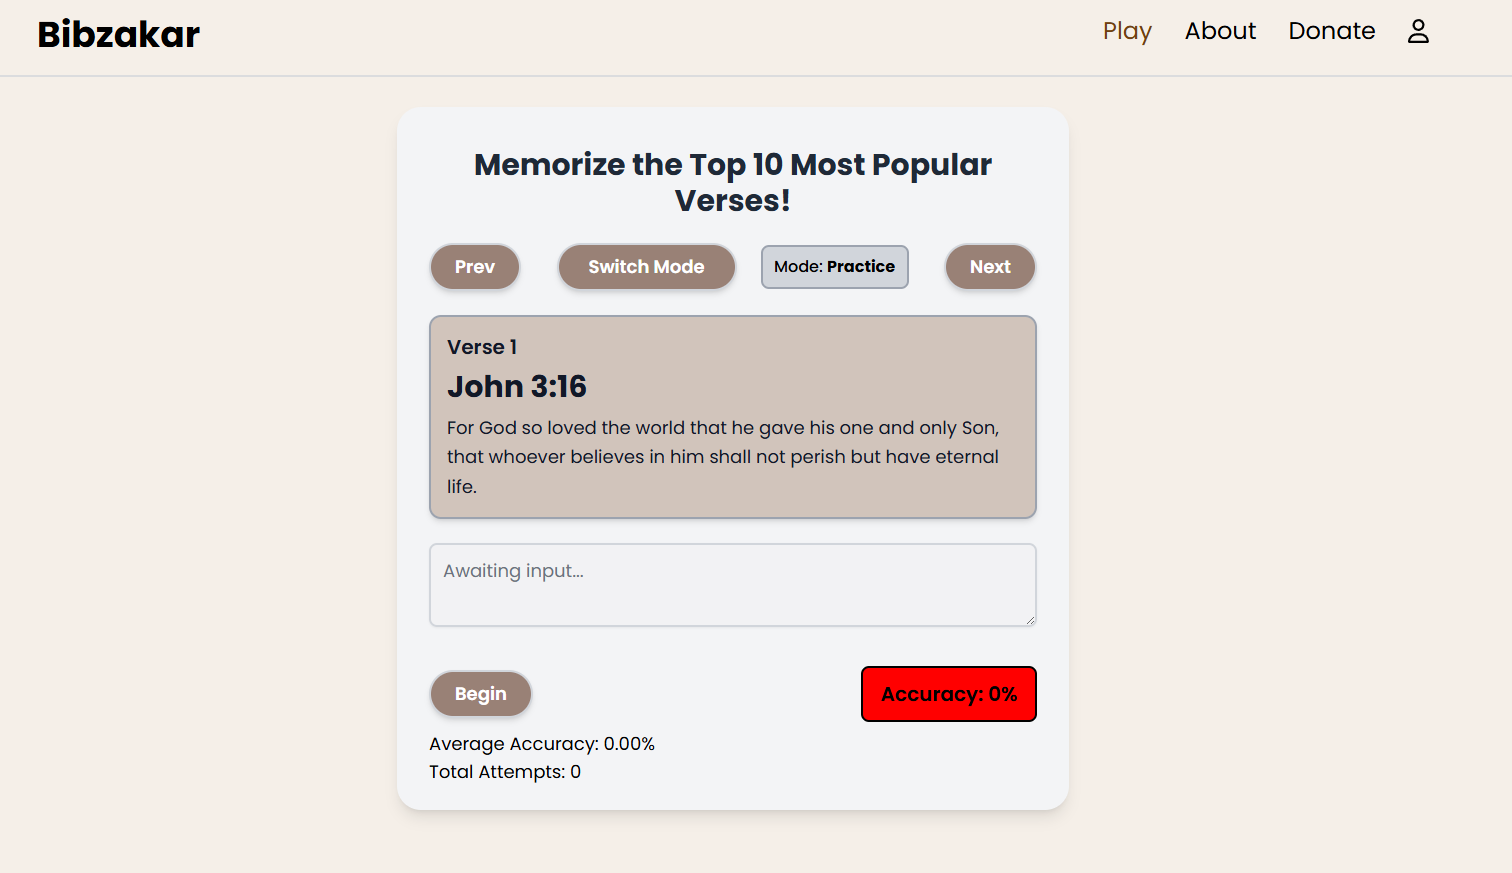 Bibzakar
Play
About
Donate
Memorize the Top 10 Most Popular
Verses!
Prev
Switch Mode
Mode: Practice
Next
Verse 1
John 3:16
For God so loved the world that he gave his one and only Son,
that whoever believes in him shall not perish but have eternal
life.
Awaiting input...
Begin
Accuracy: 0%
Average Accuracy: 0.00%
Total Attempts: 0